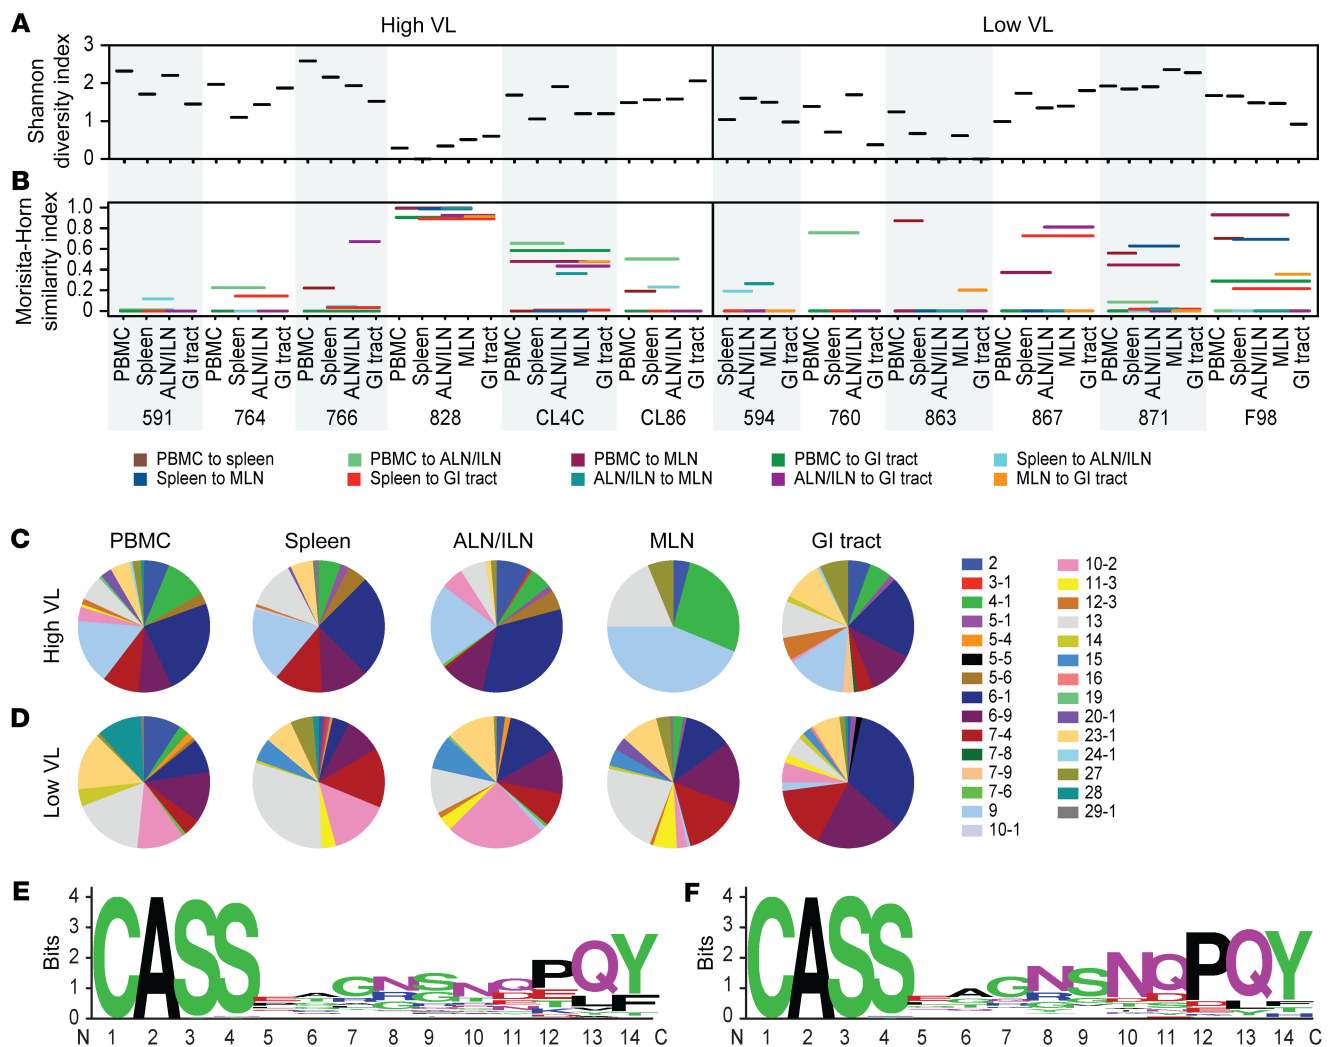 A
High VL
Low VL
Shannon
diversity index
3
2
1
0
B
Morisita-Horn
similarity index
1.0
0.8
0.6
0.4
0.2
0
PBMC Spleen ALN/ILN GI tract
PBMC Spleen ALN/ILN GI tract
PBMC Spleen ALN/ILN GI tract
PBMC Spleen ALN/ILN MLN GI tract
PBMC Spleen ALN/ILN MLN GI tract
PBMC Spleen ALN/ILN GI tract
Spleen ALN/ILN MLN GI tract
PBMC Spleen ALN/ILN GI tract
PBMC Spleen ALN/ILN MLN GI tract
PBMC Spleen ALN/ILN MLN GI tract
PBMC Spleen ALN/ILN MLN GI tract
PBMC Spleen ALN/ILN MLN GI tract
591 764 766 828 CL4C CL86 594 760 863 867 871 F98
PBMC to spleen PBMC to ALN/ILN PBMC to MLN PBMC to GI tract Spleen to ALN/ILN
Spleen to MLN Spleen to GI tract ALN/ILN to MLN ALN/ILN to GI tract MLN to GI tract
C
PBMC Spleen ALN/ILN MLN GI tract
High VL
D
Low VL
2 10-2
3-1 11-3
4-1 12-3
5-1 13
5-4 14
5-5 15
5-6 16
6-1 19
6-9 20-1
7-4 23-1
7-8 24-1
7-9 27
7-6 28
9 29-1
10-1
E
Bits
4
3
2
1
0
CASS GNSNQPQY
N 1 2 3 4 5 6 7 8 9 10 11 12 13 14 C
F
Bits
4
3
2
1
0
CASS GNSNQPQY
N 1 2 3 4 5 6 7 8 9 10 11 12 13 14 C